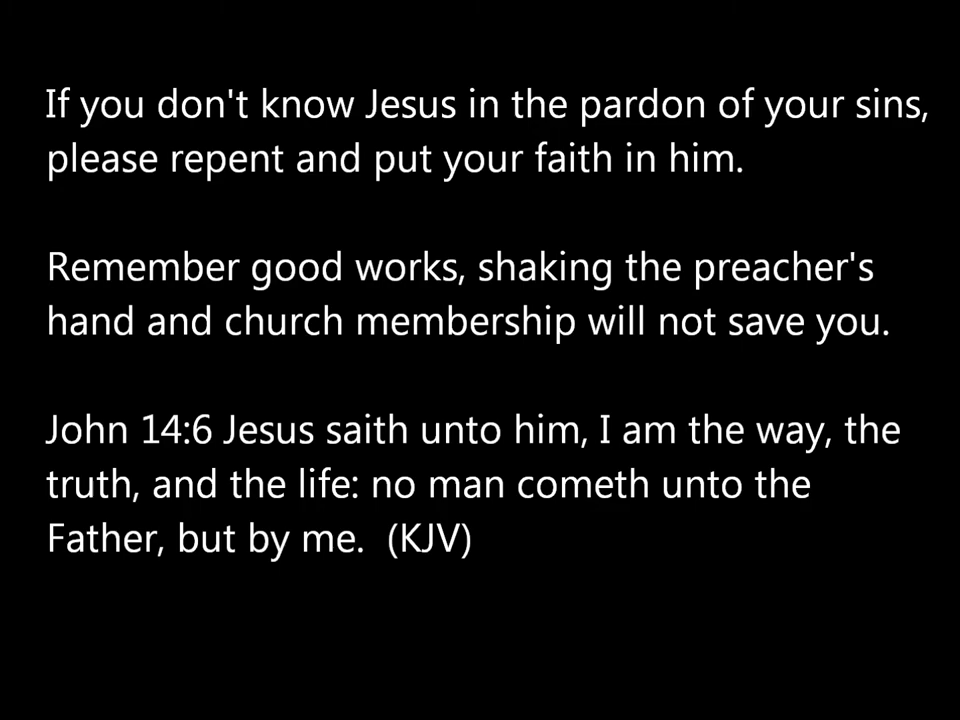 If you don't know Jesus in the pardon of your sins,
please repent and put your faith in him.
Remember good works, shaking the preacher's
hand and church membership will not save you.
John 14:6 Jesus saith unto him, I am the way, the
truth, and the life: no man cometh unto the
Father, but by me.  (KJV)